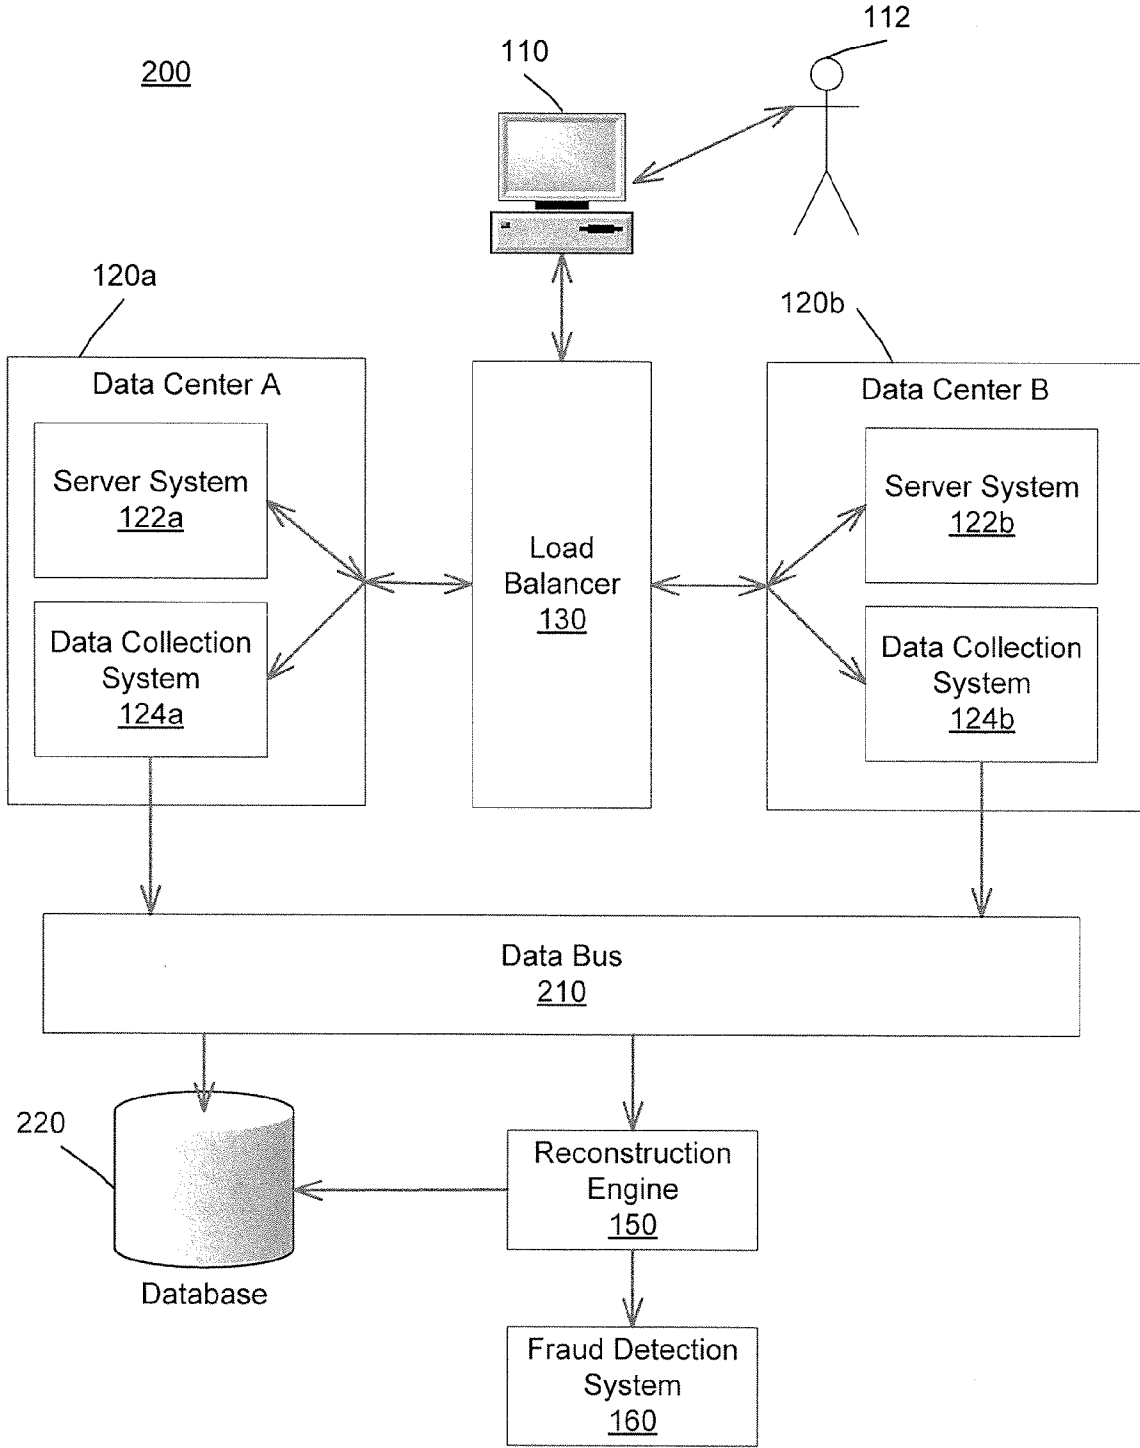 200
110
112
120a
120b
Data Center A
Server System
122a
Data Collection
System
124a
Load
Balancer
130
Data Center B
Server System
122b
Data Collection
System
124b
Data Bus
210
220
Database
Reconstruction
Engine
150
Fraud Detection
System
160